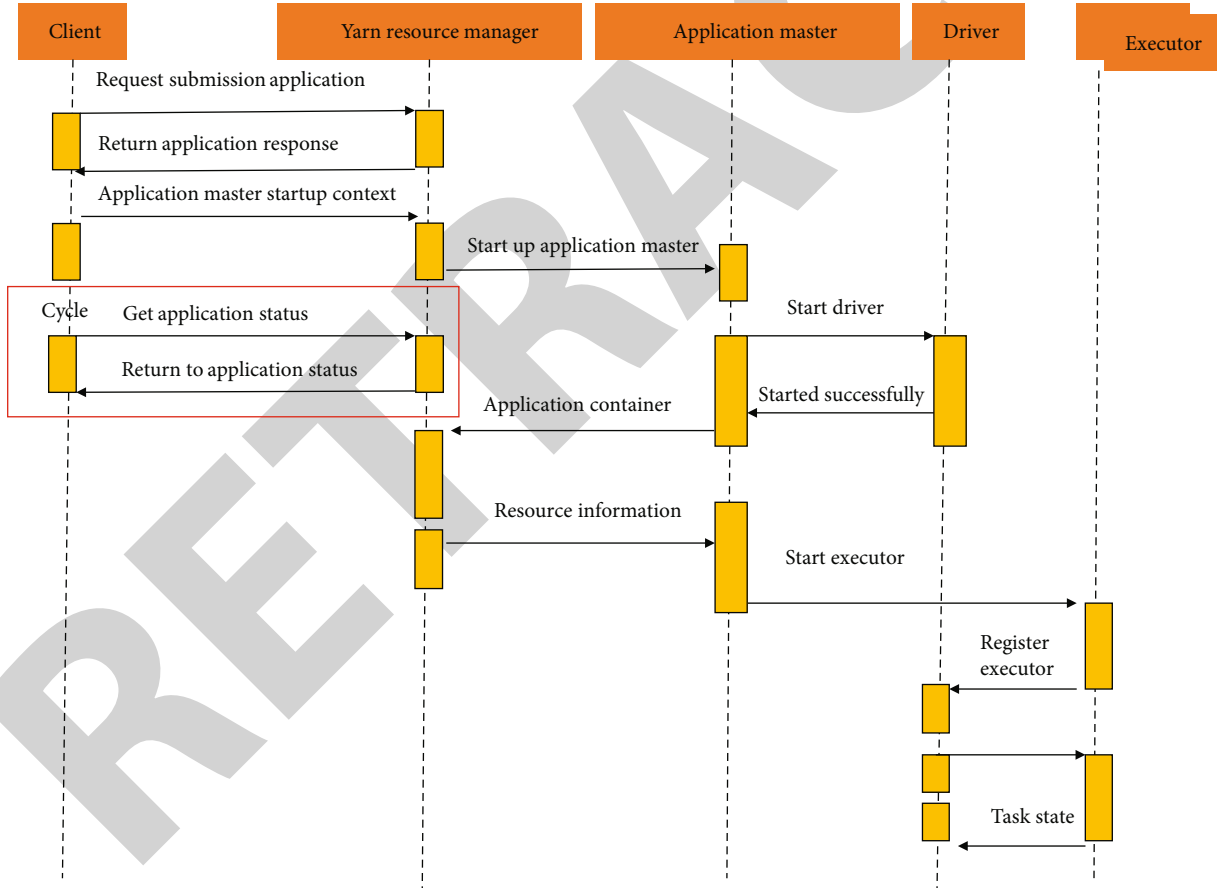 Client
Yarn resource manager
Application master
Driver
Executor
Request submission application
Return application response
Application master startup context
Start up application master
Cycle
Get application status
Start driver
Return to application status
Started successfully
Application container
Resource information
Start executor
Register
executor
Task state
RETRAC